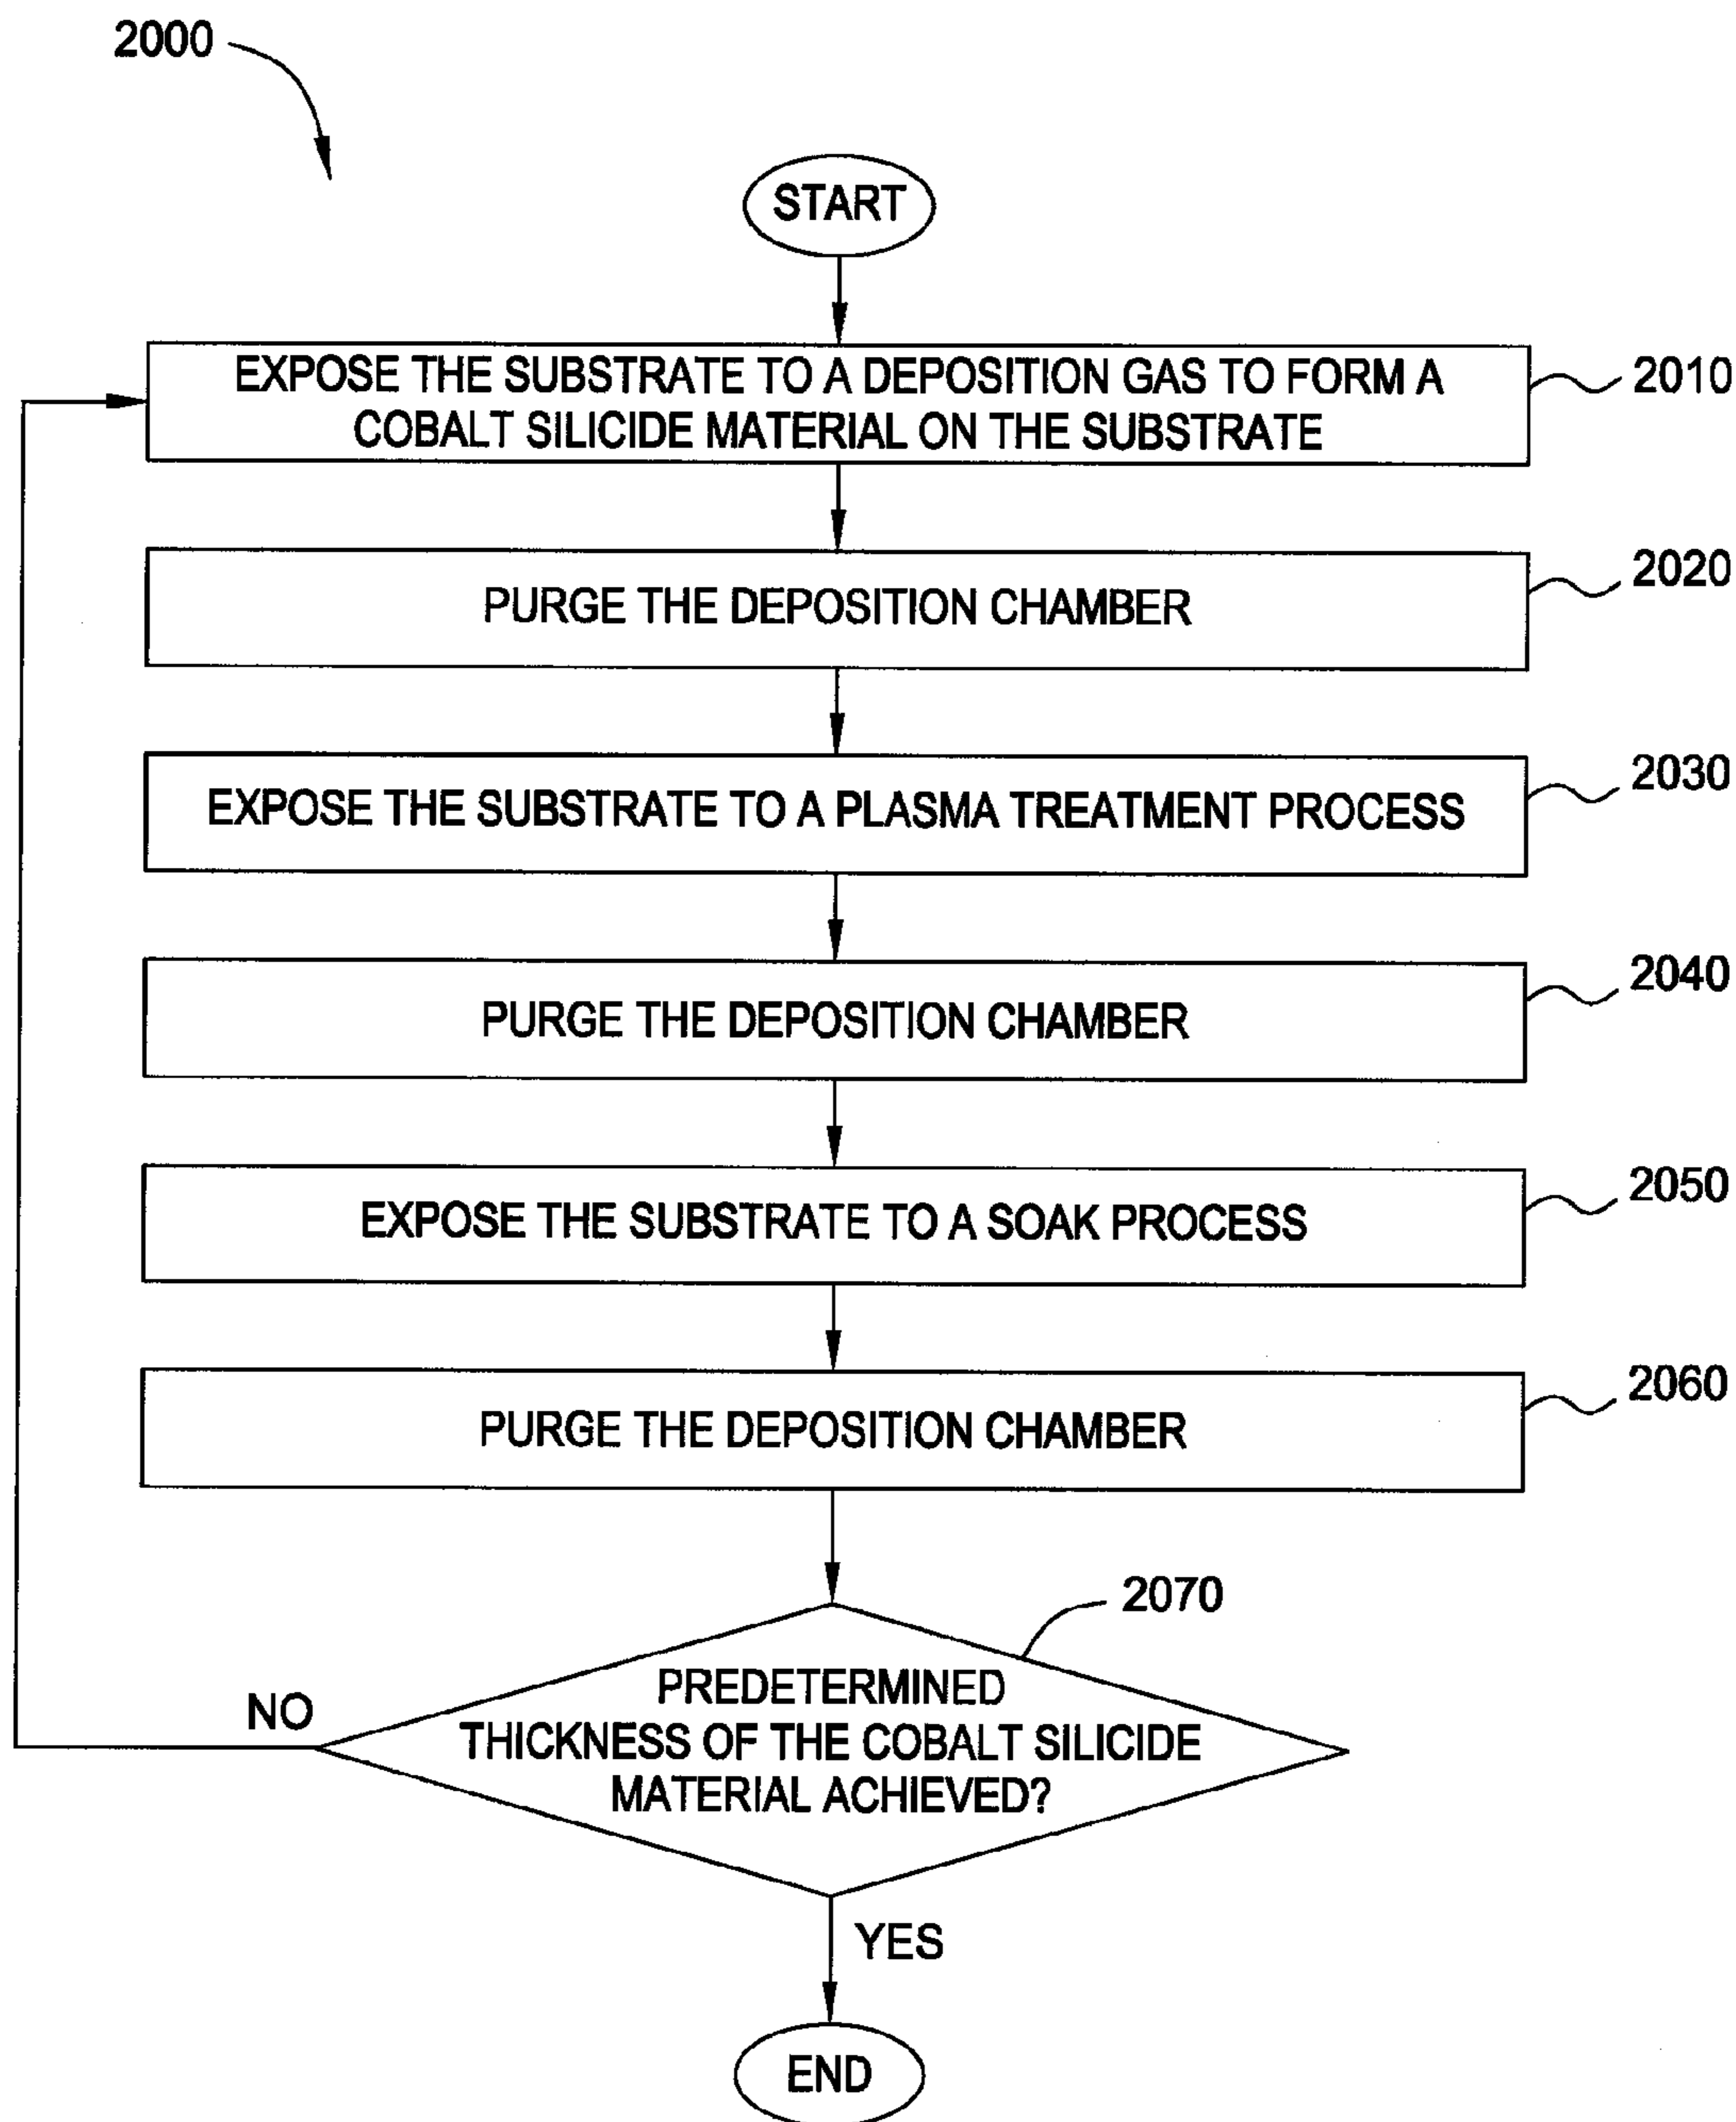 2000
START
EXPOSE THE SUBSTRATE TO A DEPOSITION GAS TO FORM A
COBALT SILICIDE MATERIAL ON THE SUBSTRATE
2010
PURGE THE DEPOSITION CHAMBER
2020
EXPOSE THE SUBSTRATE TO A PLASMA TREATMENT PROCESS
2030
PURGE THE DEPOSITION CHAMBER
2040
EXPOSE THE SUBSTRATE TO A SOAK PROCESS
2050
PURGE THE DEPOSITION CHAMBER
2060
2070
PREDETERMINED
THICKNESS OF THE COBALT SILICIDE
MATERIAL ACHIEVED?
NO
YES
END